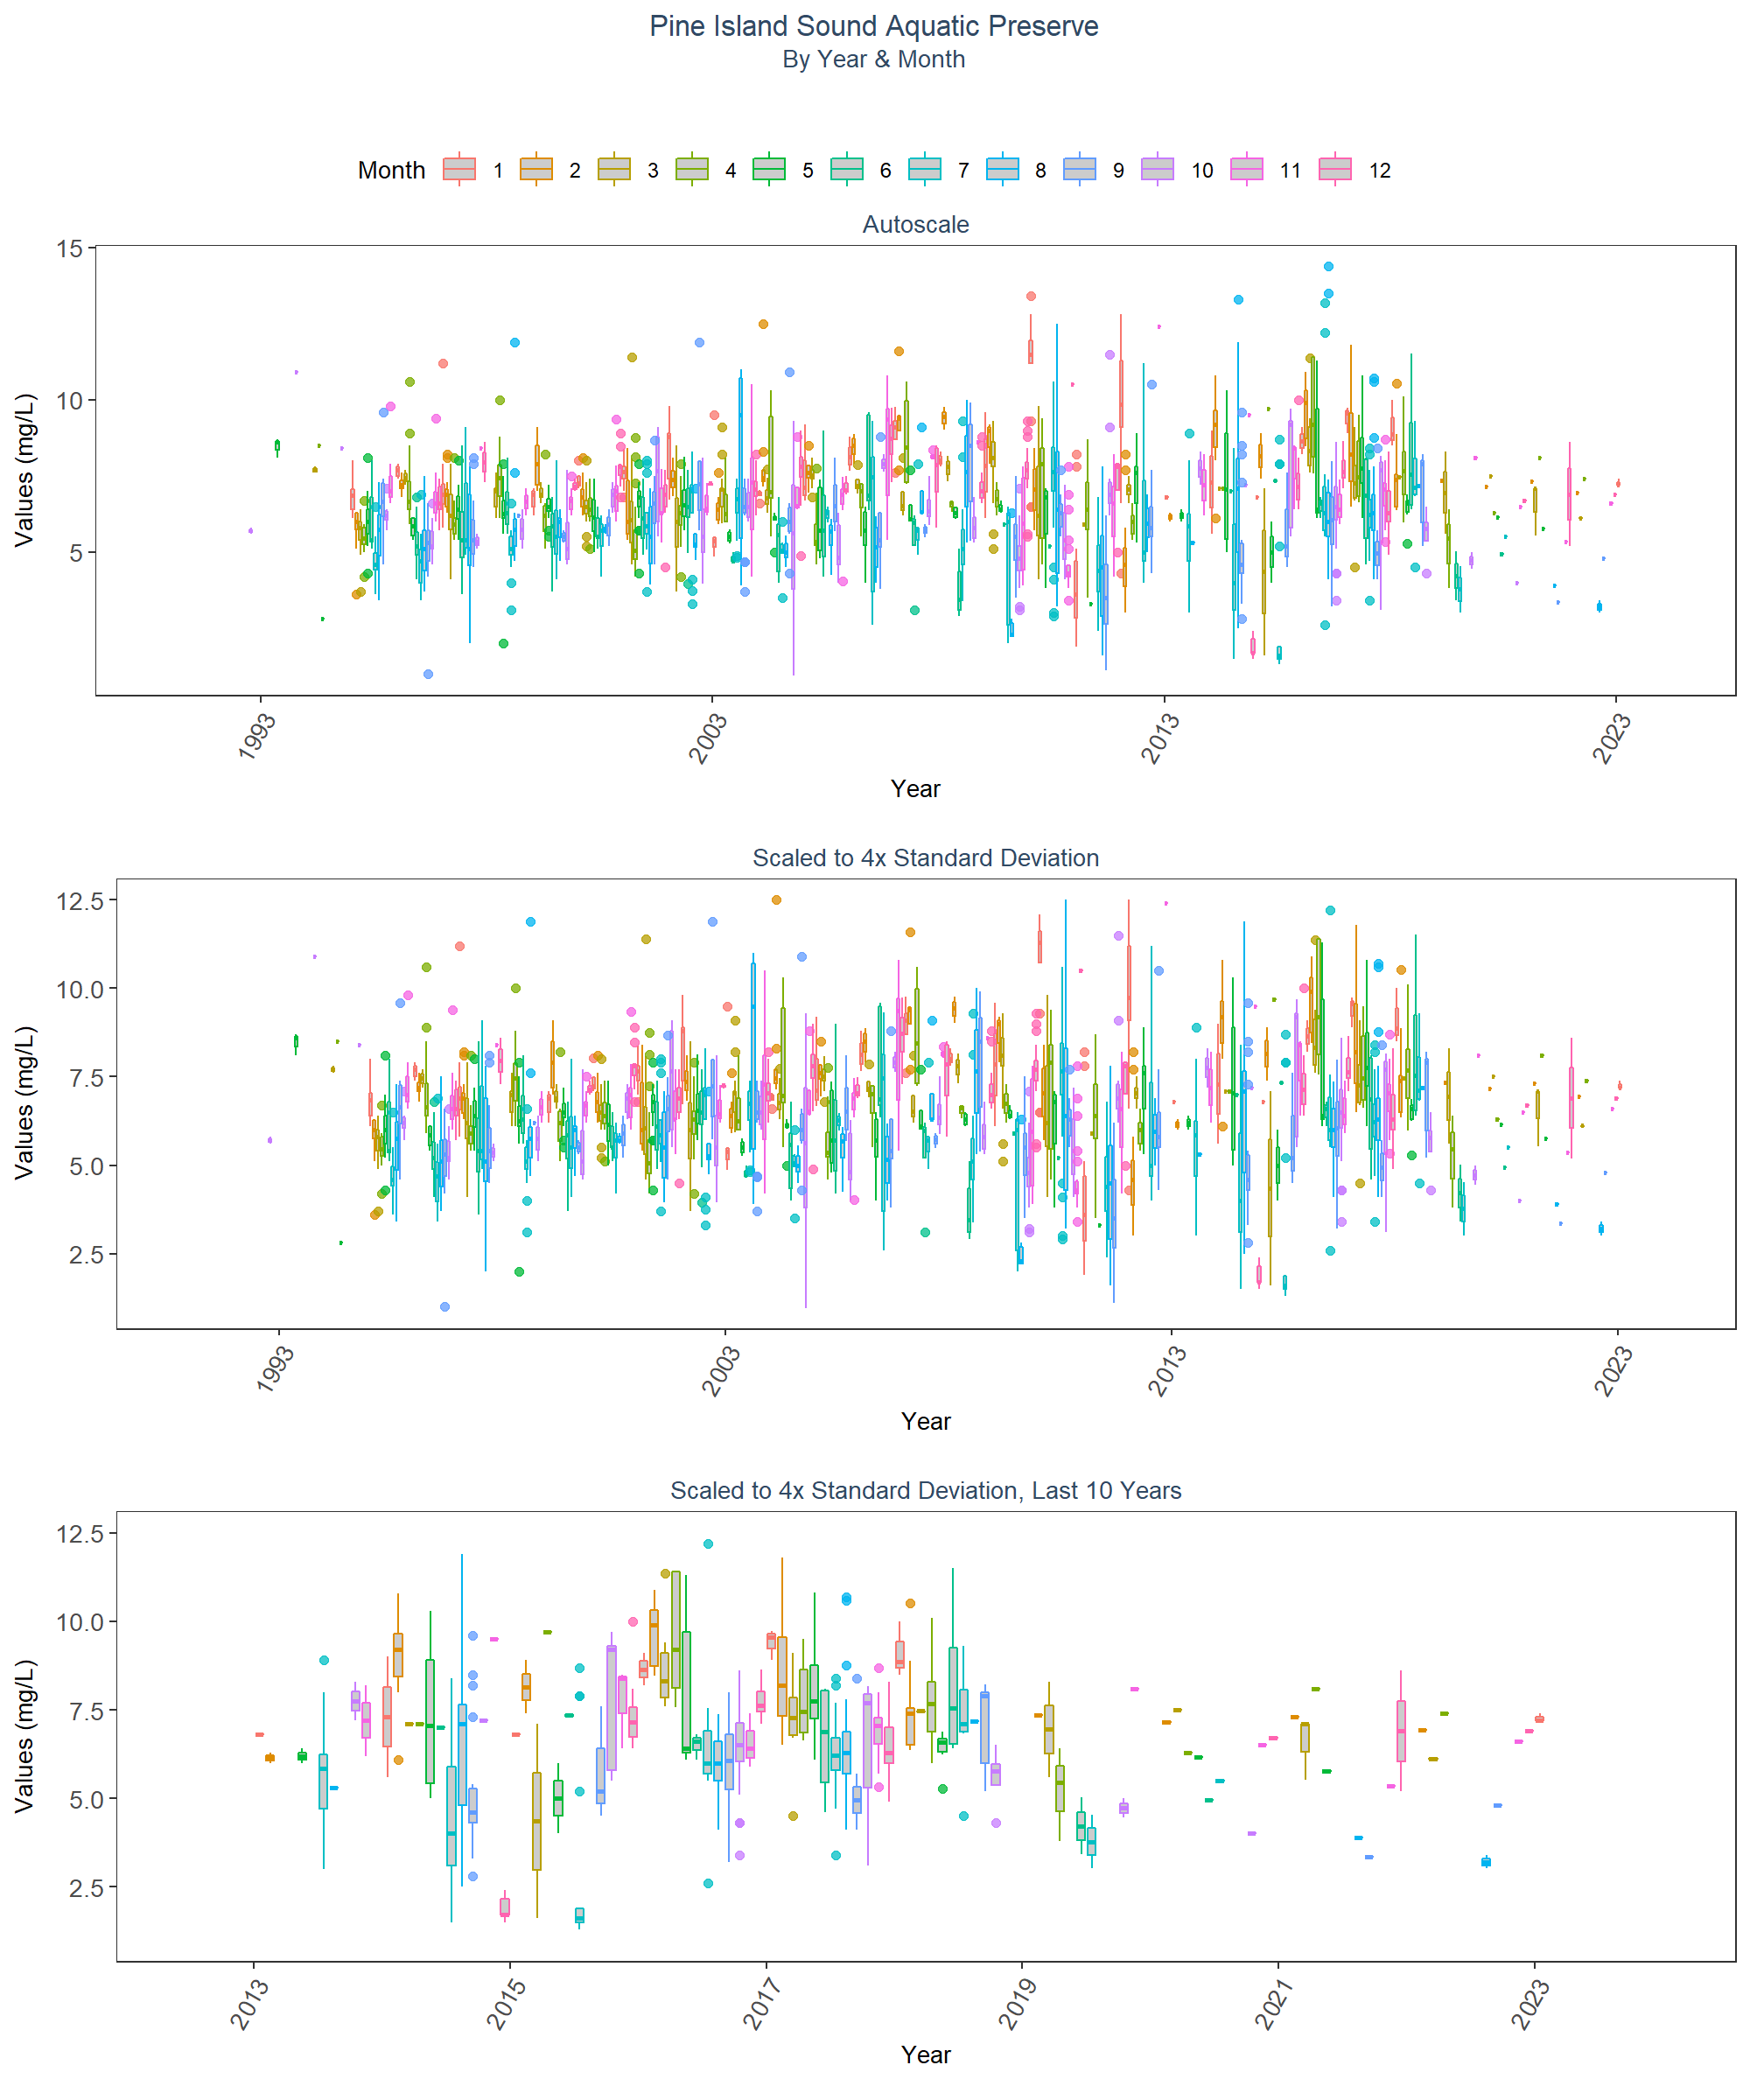 Pine Island Sound Aquatic Preserve
By Year & Month
Month 1 2 3 4 5 6 7 8 9 10 11 12
Autoscale
Values (mg/L)
15
10
5
1993 2003 2013 2023
Year
Scaled to 4x Standard Deviation
Values (mg/L)
12.5
10.0
7.5
5.0
2.5
1993 2003 2013 2023
Year
Scaled to 4x Standard Deviation, Last 10 Years
Values (mg/L)
12.5
10.0
7.5
5.0
2.5
2013 2015 2017 2019 2021 2023
Year